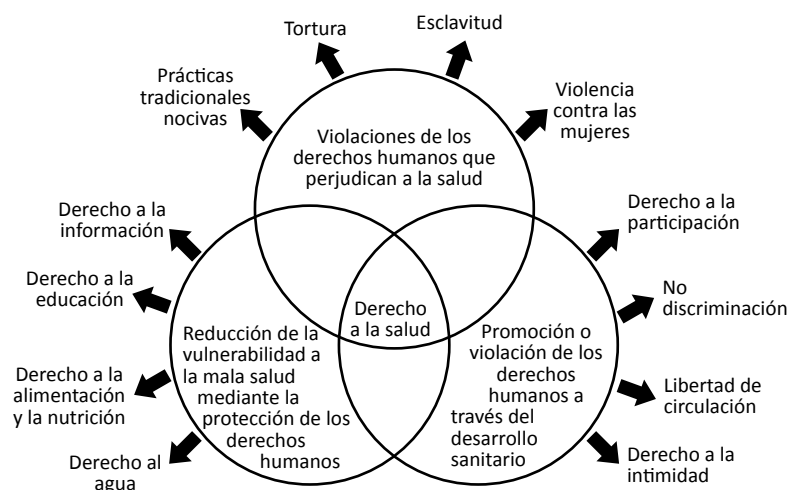 Tortura
Esclavitud
Prácticas
tradicionales
nocivas
Violencia
contra las
mujeres
Violaciones de los
derechos humanos que
perjudican a la salud
Derecho a la
información
Derecho a la
participación
Derecho a la
educación
No
discriminación
Derecho
a la salud
Reducción de la
vulnerabilidad a
la mala salud
mediante la
protección de los
derechos
humanos
Promoción o
violación de los
derechos
humanos a
través del
desarrollo
sanitario
Derecho a la
alimentación
y la nutrición
Libertad de
circulación
Derecho al
agua
Derecho a la
intimidad